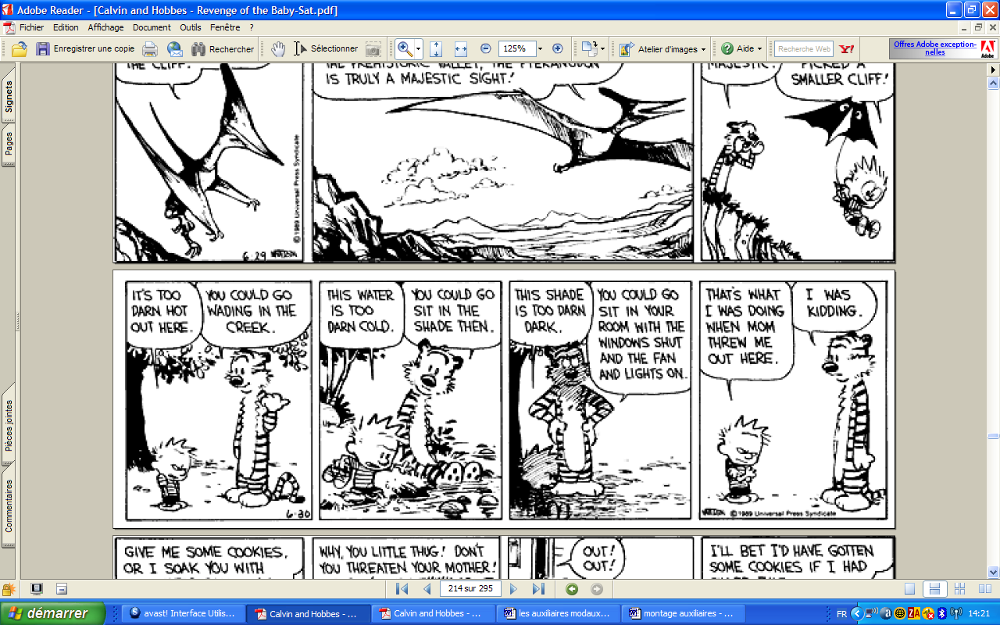 Adobe Reader - [Calvin and Hobbes - Revenge of the Baby-Sat.pdf]
Fichier Edition Affichage Document Outils Fenêtre ?
Enregistrer une copie Rechercher Sélectionner 125% Atelier d'images Aide Recherche Web Y! Offres Adobe exception-
nelles
Adobe
Signets
Pages
Pièces jointes
Commentaires
THE CLIFF!
THE PREHISTORIC VALLEY, THE PTERANODON
IS TRULY A MAJESTIC SIGHT!
MAJESTIC!
PICKED A
SMALLER CLIFF!
© 1989 Universal Press Syndicate
6-29 WATTERSON
IT'S TOO
DARN HOT
OUT HERE.
YOU COULD GO
WADING IN THE
CREEK.
6-30
THIS WATER
IS TOO
DARN COLD.
YOU COULD GO
SIT IN THE
SHADE THEN.
THIS SHADE
IS TOO DARN
DARK.
YOU COULD GO
SIT IN YOUR
ROOM WITH THE
WINDOWS SHUT
AND THE FAN
AND LIGHTS ON.
THAT'S WHAT
I WAS DOING
WHEN MOM
THREW ME
OUT HERE.
I WAS
KIDDING.
WATTERSON © 1989 Universal Press Syndicate
GIVE ME SOME COOKIES,
OR I SOAK YOU WITH
WHY, YOU LITTLE THUG! DON'T
YOU THREATEN YOUR MOTHER!
OUT!
OUT!
I'LL BET I'D HAVE GOTTEN
SOME COOKIES IF I HAD
214 sur 295
démarrer avast! Interface Utilis... Calvin and Hobbes - ... Calvin and Hobbes - ... les auxiliaires modaux... montage auxiliaires - ... FR 14:21